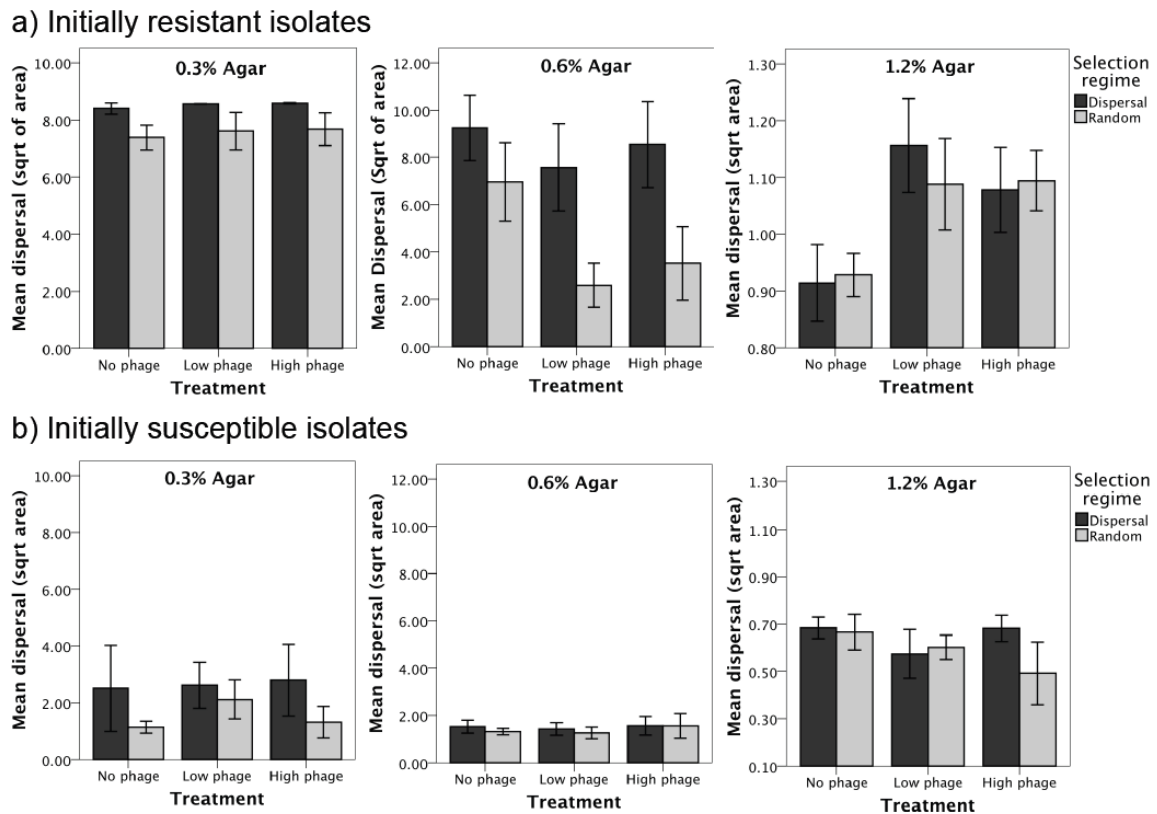 a) Initially resistant isolates
0.3% Agar
Mean dispersal (sqrt of area)
10.00
8.00
6.00
4.00
2.00
0.00
No phage Low phage High phage
Treatment
0.6% Agar
Mean Dispersal (Sqrt of area)
12.00
10.00
8.00
6.00
4.00
2.00
0.00
No phage Low phage High phage
Treatment
1.2% Agar
Mean dispersal (sqrt area)
1.30
1.20
1.10
1.00
0.90
0.80
No phage Low phage High phage
Treatment
Selection
regime
Dispersal
Random
b) Initially susceptible isolates
0.3% Agar
Mean dispersal (sqrt area)
10.00
8.00
6.00
4.00
2.00
0.00
No phage Low phage High phage
Treatment
0.6% Agar
Mean dispersal (sqrt area)
12.00
10.00
8.00
6.00
4.00
2.00
0.00
No phage Low phage High phage
Treatment
1.2% Agar
Mean dispersal (sqrt area)
1.30
1.10
0.90
0.70
0.50
0.30
0.10
No phage Low phage High phage
Treatment
Selection
regime
Dispersal
Random